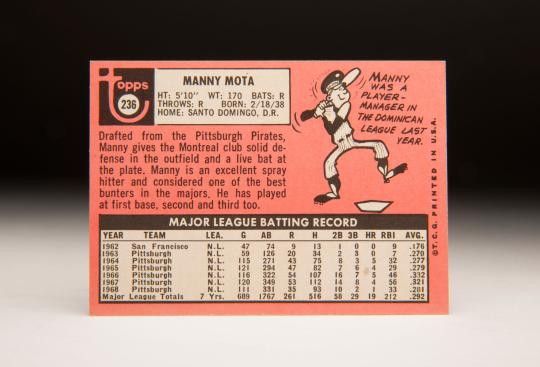 topps
236
MANNY MOTA
HT: 5'10" WT: 170 BATS: R
THROWS: R BORN: 2/18/38
HOME: SANTO DOMINGO, D.R.
MANNY
WAS A
PLAYER-
MANAGER IN
THE DOMINICAN
LEAGUE LAST
YEAR.
Drafted from the Pittsburgh Pirates,
Manny gives the Montreal club solid de-
fense in the outfield and a live bat at
the plate. Manny is an excellent spray
hitter and considered one of the best
bunters in the majors. He has played
at first base, second and third too.
MAJOR LEAGUE BATTING RECORD
YEAR TEAM LEA. G AB R H 2B 3B HR RBI AVG.
1962 San Francisco N.L. 47 74 9 13 1 0 0 9 .176
1963 Pittsburgh N.L. 59 126 20 34 2 3 0 7 .270
1964 Pittsburgh N.L. 115 271 43 75 8 3 5 32 .277
1965 Pittsburgh N.L. 121 294 47 82 7 6 4 29 .279
1966 Pittsburgh N.L. 116 322 54 107 16 7 5 46 .332
1967 Pittsburgh N.L. 120 349 53 112 14 8 4 56 .321
1968 Pittsburgh N.L. 111 331 35 93 10 2 1 33 .281
Major League Totals 7 Yrs. 689 1767 261 516 58 29 19 212 .292
©T.C.G. PRINTED IN U.S.A.